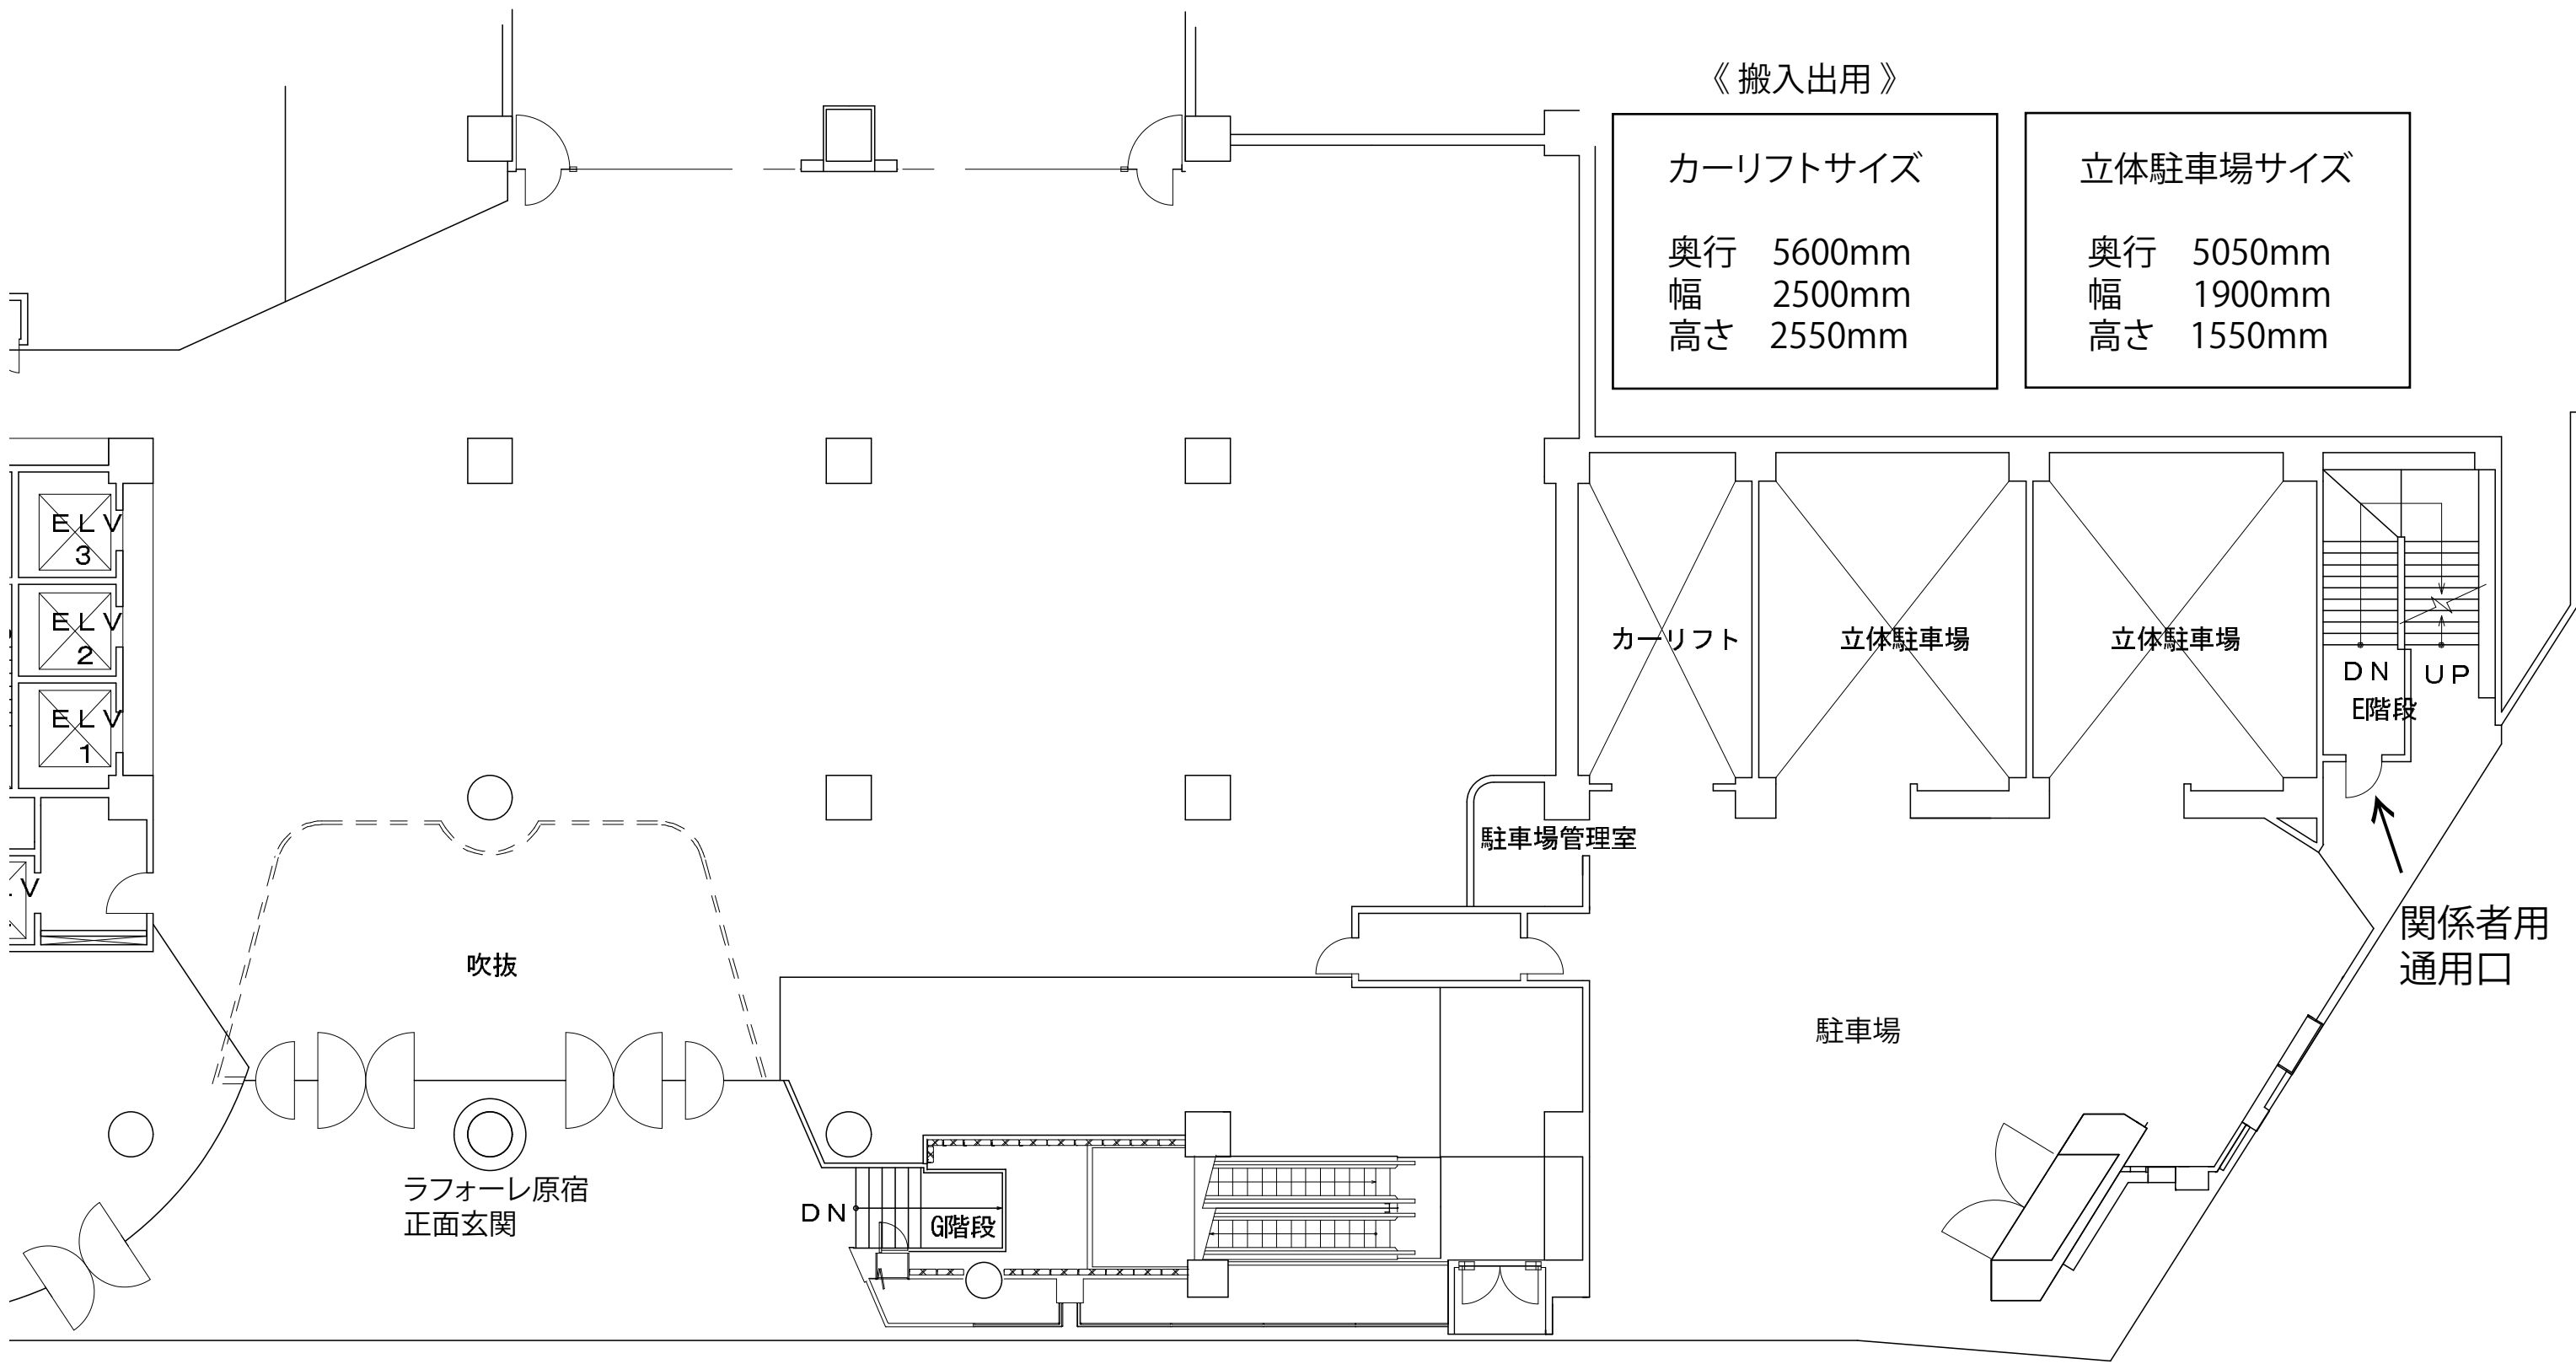 《 搬入出用 》
カーリフトサイズ
奥行 5600mm
幅 2500mm
高さ 2550mm
立体駐車場サイズ
奥行 5050mm
幅 1900mm
高さ 1550mm
ELV
3
ELV
2
ELV
1
V
カーリフト
立体駐車場
立体駐車場
DN
UP
E階段
駐車場管理室
関係者用
通用口
吹抜
駐車場
ラフォーレ原宿
正面玄関
DN
G階段